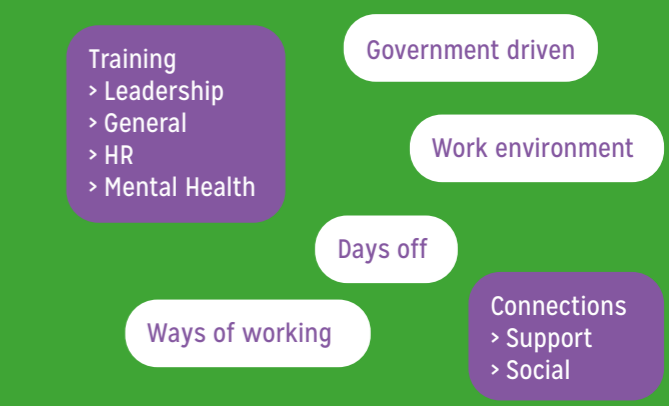 Training
> Leadership
> General
> HR
> Mental Health
Government driven
Work environment
Days off
Ways of working
Connections
> Support
> Social